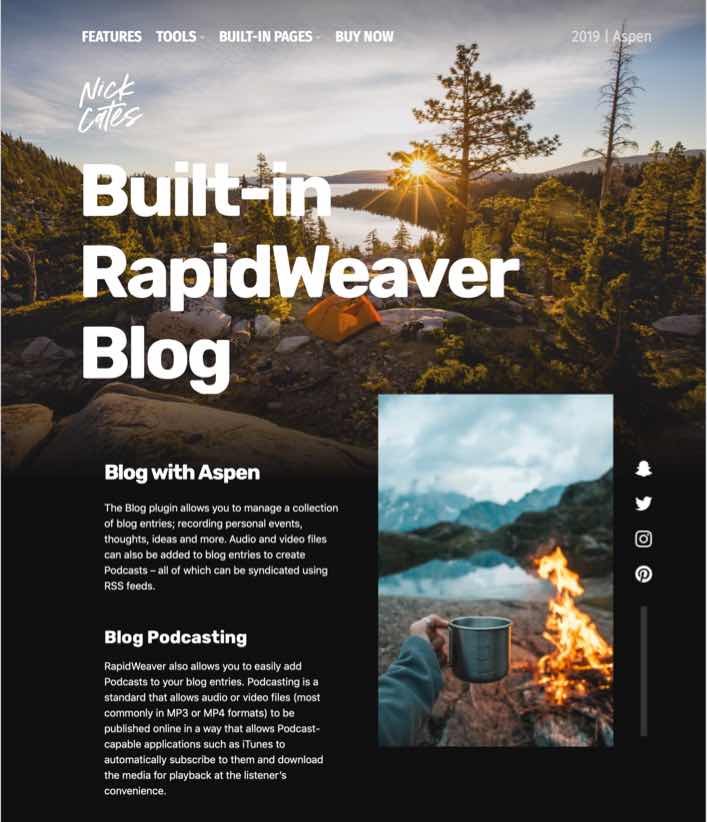 FEATURES TOOLS BUILT-IN PAGES BUY NOW 2019 | Aspen
Nick
Cates
Built-in
RapidWeaver
Blog
Blog with Aspen
The Blog plugin allows you to manage a collection
of blog entries; recording personal events,
thoughts, ideas and more. Audio and video files
can also be added to blog entries to create
Podcasts – all of which can be syndicated using
RSS feeds.
Blog Podcasting
RapidWeaver also allows you to easily add
Podcasts to your blog entries. Podcasting is a
standard that allows audio or video files (most
commonly in MP3 or MP4 formats) to be
published online in a way that allows Podcast-
capable applications such as iTunes to
automatically subscribe to them and download
the media for playback at the listener's
convenience.